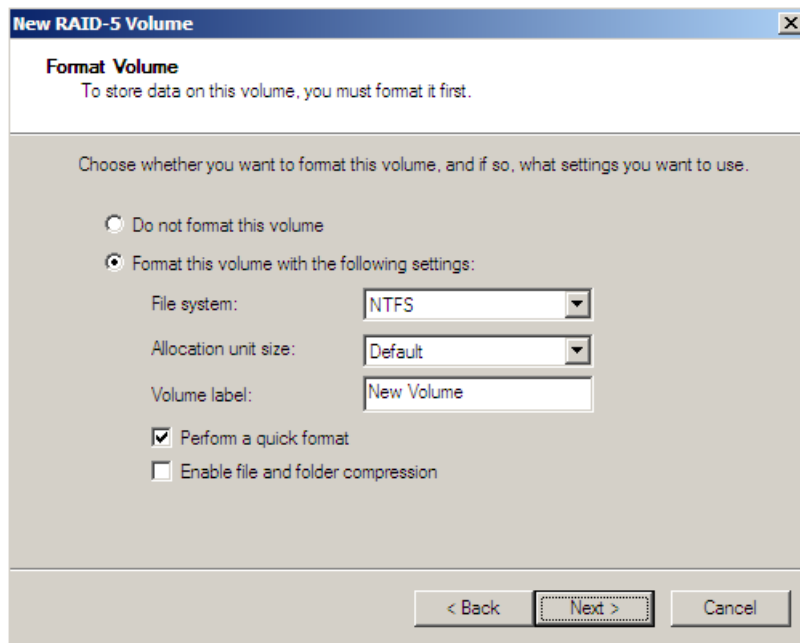 New RAID-5 Volume
Format Volume
To store data on this volume, you must format it first.
Choose whether you want to format this volume, and if so, what settings you want to use.
Do not format this volume
Format this volume with the following settings:
File system: NTFS
Allocation unit size: Default
Volume label: New Volume
Perform a quick format
Enable file and folder compression
< Back Next > Cancel